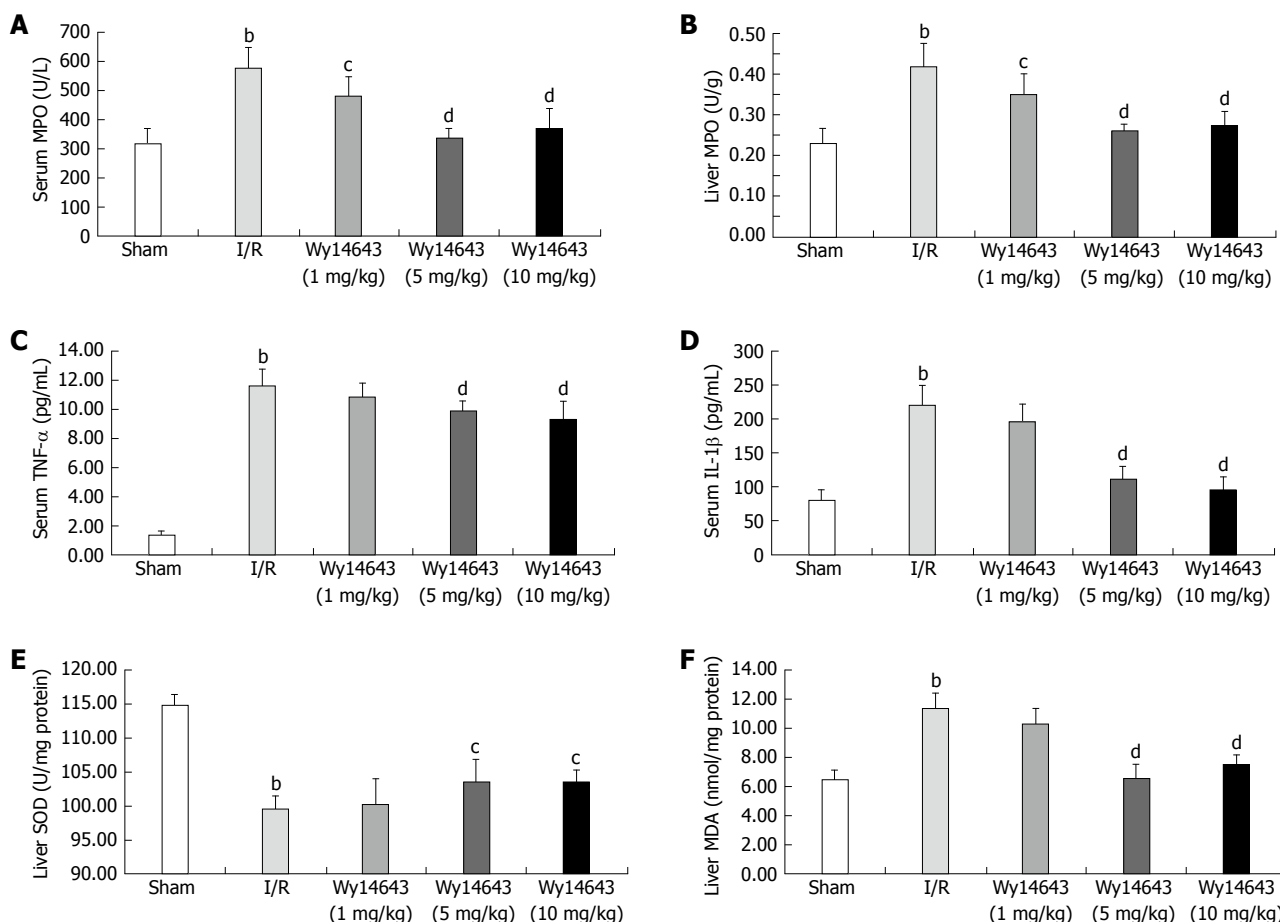 A
Serum MPO (U/L)
700
600
500
400
300
200
100
0
b
c
d
d
Sham
I/R
Wy14643
(1 mg/kg)
Wy14643
(5 mg/kg)
Wy14643
(10 mg/kg)
B
Liver MPO (U/g)
0.50
0.40
0.30
0.20
0.10
0.00
b
c
d
d
Sham
I/R
Wy14643
(1 mg/kg)
Wy14643
(5 mg/kg)
Wy14643
(10 mg/kg)
C
Serum TNF-α (pg/mL)
14.00
12.00
10.00
8.00
6.00
4.00
2.00
0.00
b
d
d
Sham
I/R
Wy14643
(1 mg/kg)
Wy14643
(5 mg/kg)
Wy14643
(10 mg/kg)
D
Serum IL-1β (pg/mL)
300
250
200
150
100
50
0
b
d
d
Sham
I/R
Wy14643
(1 mg/kg)
Wy14643
(5 mg/kg)
Wy14643
(10 mg/kg)
E
Liver SOD (U/mg protein)
120.00
115.00
110.00
105.00
100.00
95.00
90.00
b
c
c
Sham
I/R
Wy14643
(1 mg/kg)
Wy14643
(5 mg/kg)
Wy14643
(10 mg/kg)
F
Liver MDA (nmol/mg protein)
14.00
12.00
10.00
8.00
6.00
4.00
2.00
0.00
b
d
d
Sham
I/R
Wy14643
(1 mg/kg)
Wy14643
(5 mg/kg)
Wy14643
(10 mg/kg)